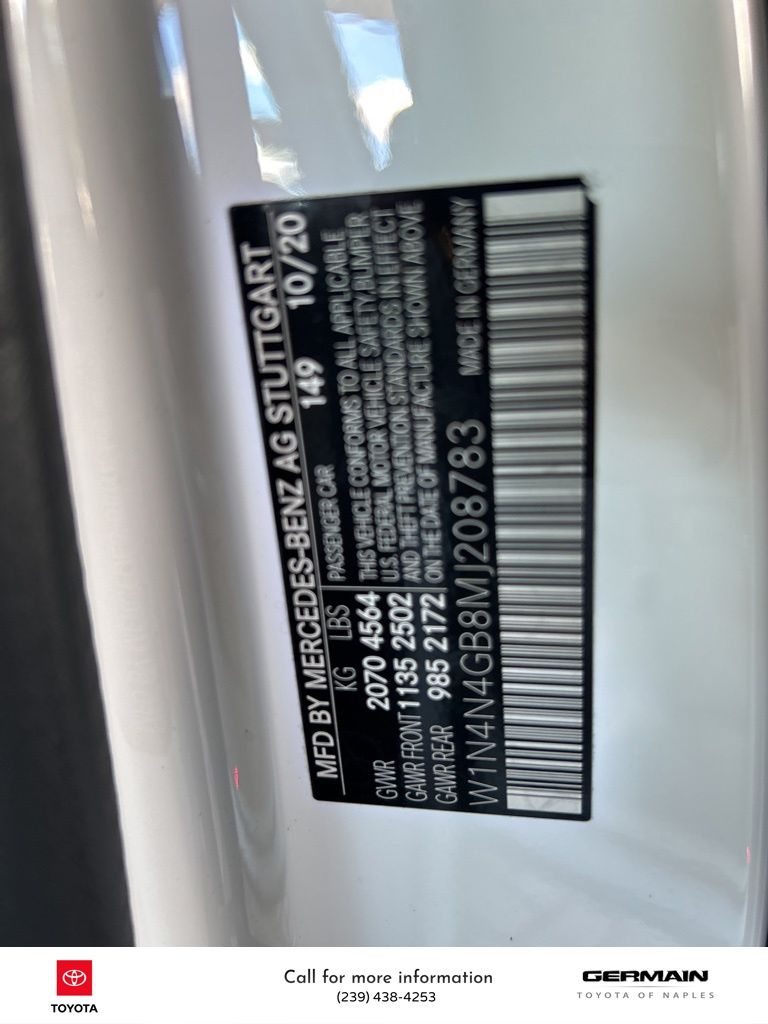 MFD BY MERCEDES-BENZ AG STUTTGART
KG LBS 149 10/20
PASSENGER CAR
GVWR 2070 4564 THIS VEHICLE CONFORMS TO ALL APPLICABLE
U.S. FEDERAL MOTOR VEHICLE SAFETY, BUMPER,
GAWR FRONT 1135 2502 AND THEFT PREVENTION STANDARDS IN EFFECT
GAWR REAR 985 2172 ON THE DATE OF MANUFACTURE SHOWN ABOVE
W1N4N4GB8MJ208783 MADE IN GERMANY
TOYOTA
Call for more information
(239) 438-4253
GERMAIN
TOYOTA OF NAPLES